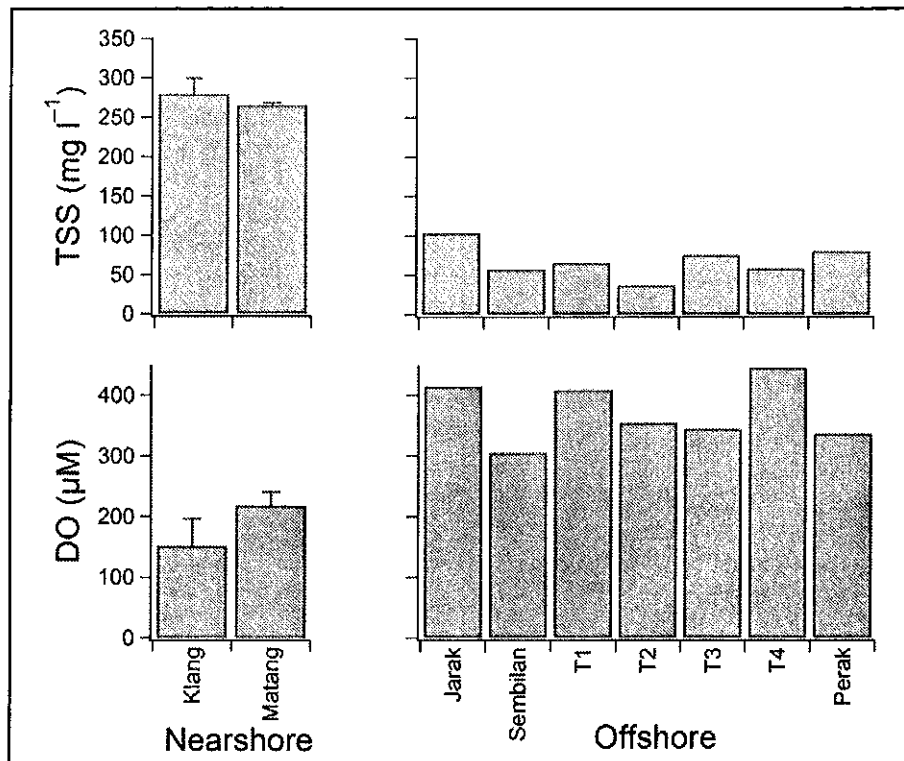 TSS (mg l⁻¹)
350
300
250
200
150
100
50
0
DO (µM)
400
300
200
100
0
Klang
Matang
Jarak
Sembilan
T1
T2
T3
T4
Perak
Nearshore
Offshore